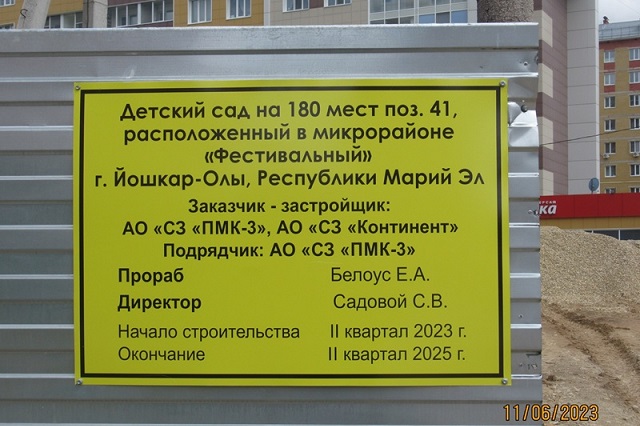 Детский сад на 180 мест поз. 41,
расположенный в микрорайоне
«Фестивальный»
г. Йошкар-Олы, Республики Марий Эл
Заказчик - застройщик:
АО «СЗ «ПМК-3», АО «СЗ «Континент»
Подрядчик: АО «СЗ «ПМК-3»
Прораб Белоус Е.А.
Директор Садовой С.В.
Начало строительства II квартал 2023 г.
Окончание II квартал 2025 г.
11/06/2023